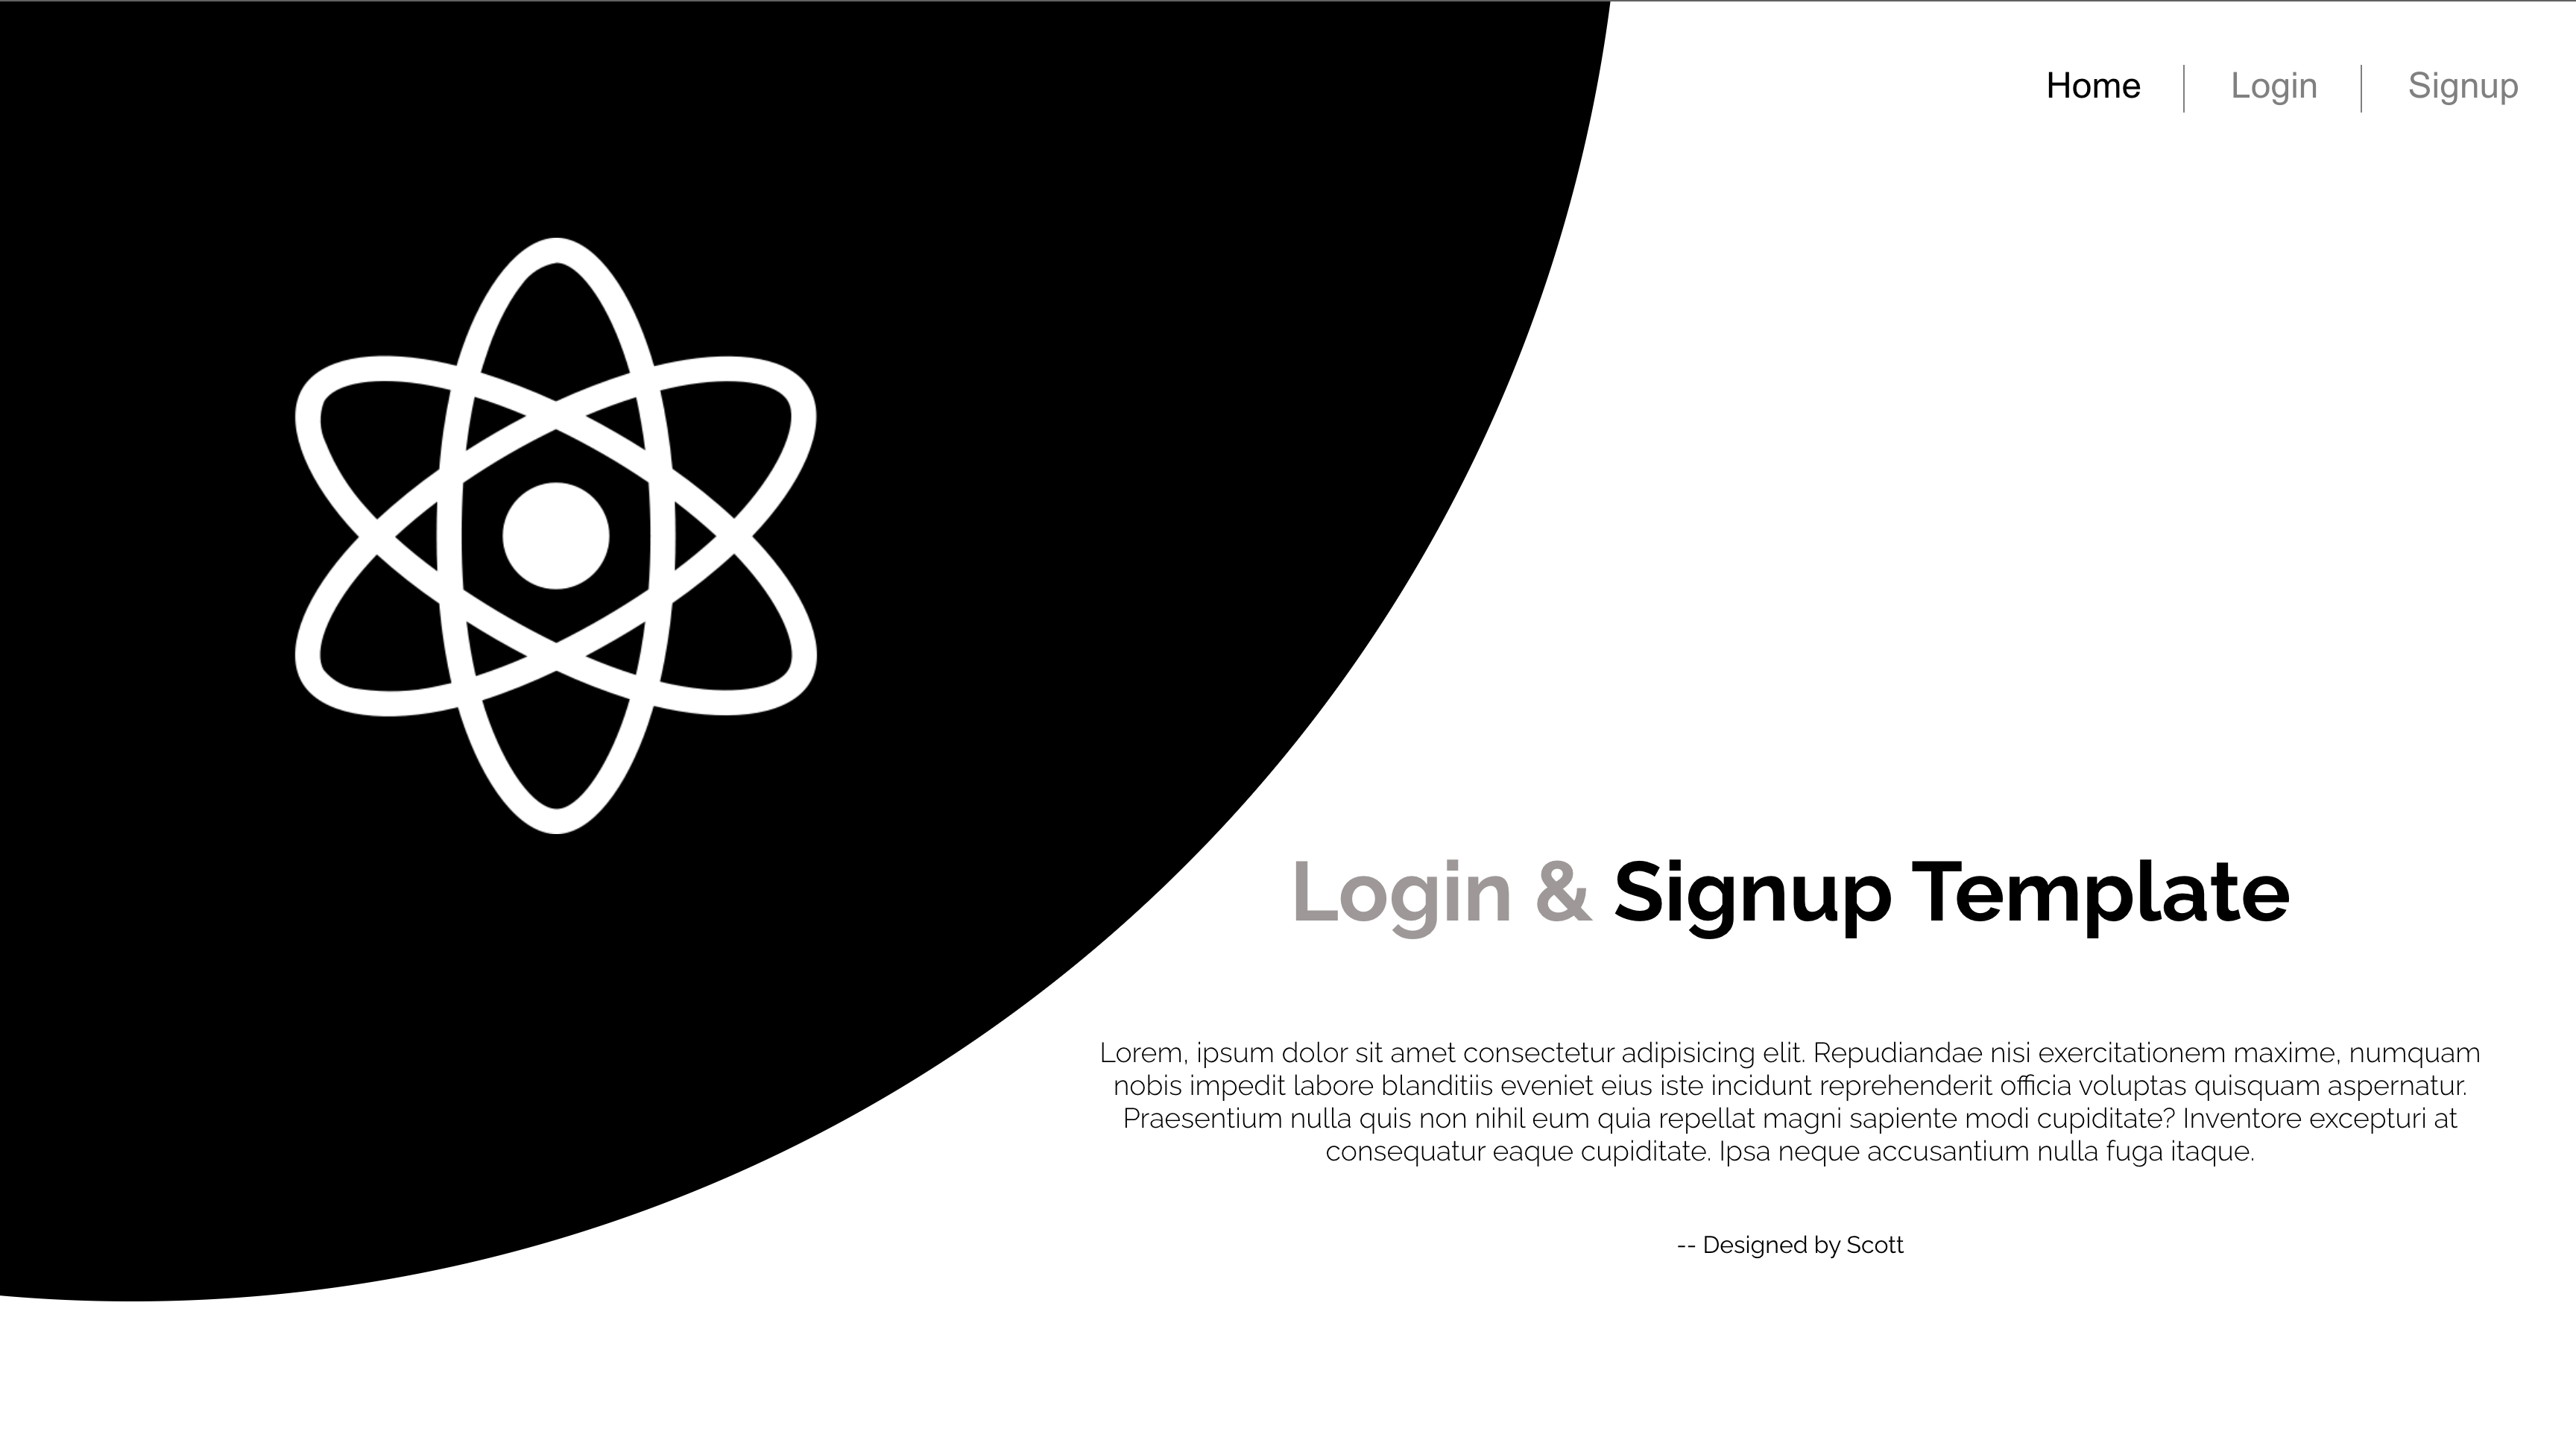 Home
Login
Signup
Login & Signup Template
Lorem, ipsum dolor sit amet consectetur adipisicing elit. Repudiandae nisi exercitationem maxime, numquam
nobis impedit labore blanditiis eveniet eius iste incidunt reprehenderit officia voluptas quisquam aspernatur.
Praesentium nulla quis non nihil eum quia repellat magni sapiente modi cupiditate? Inventore excepturi at
consequatur eaque cupiditate. Ipsa neque accusantium nulla fuga itaque.
-- Designed by Scott